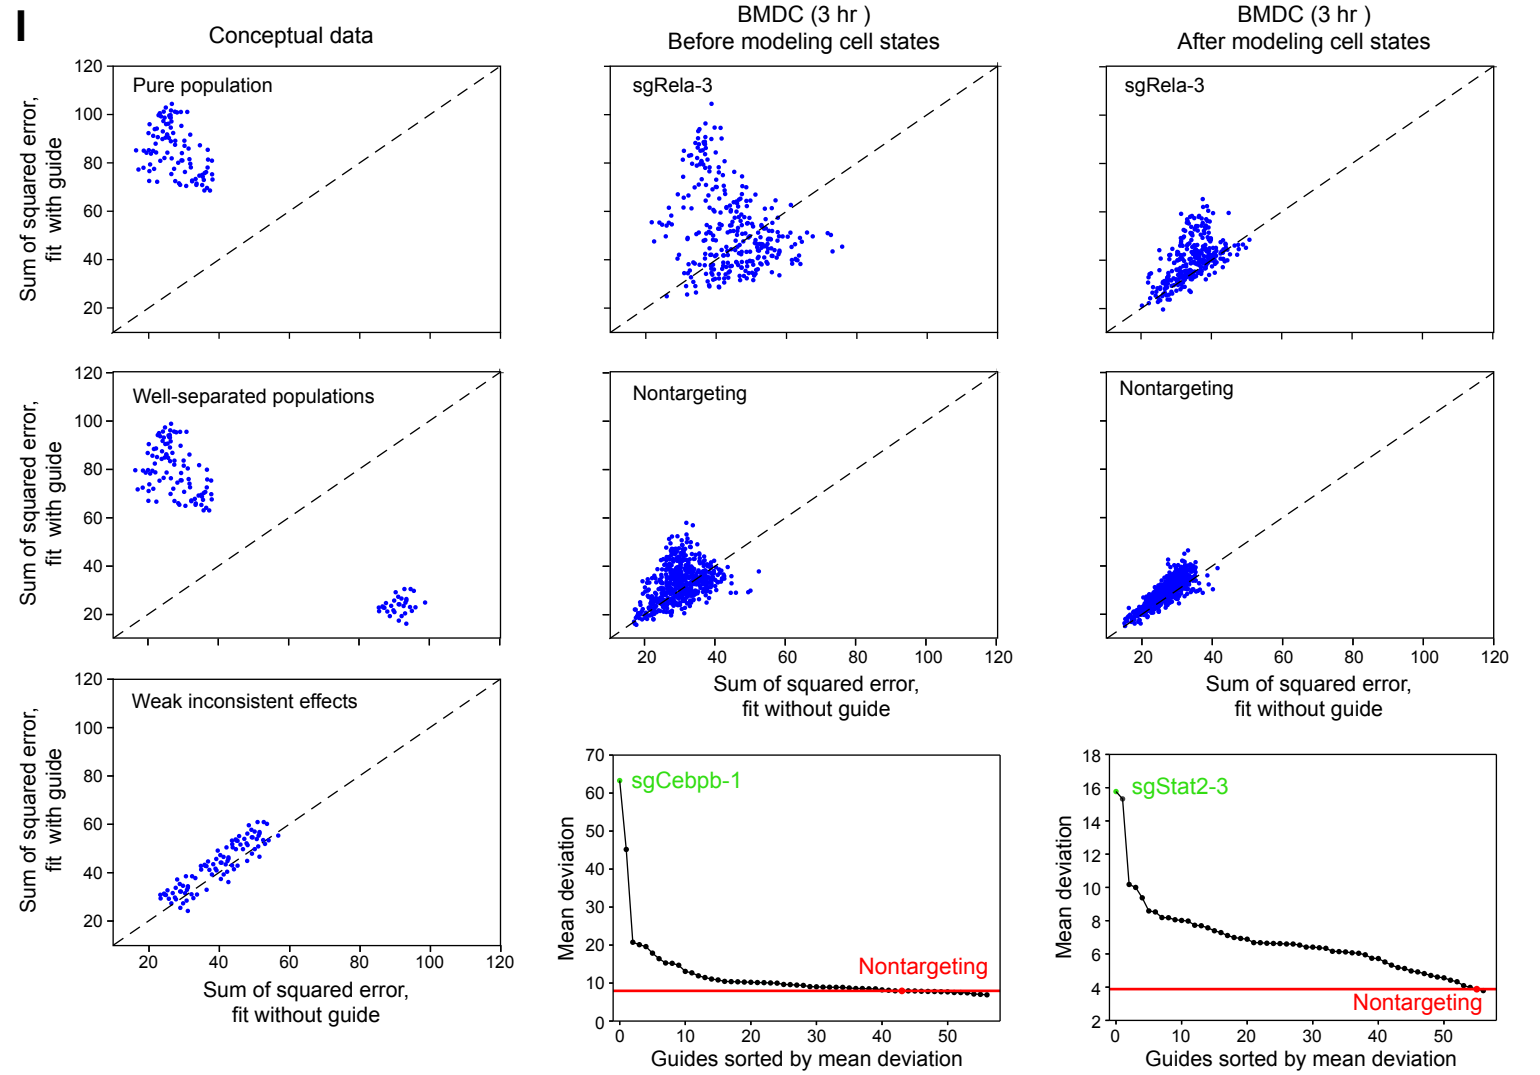 I
Conceptual data
BMDC (3 hr )
Before modeling cell states
BMDC (3 hr )
After modeling cell states
Sum of squared error,
fit with guide
120
100
80
60
40
20
Pure population
sgRela-3
sgRela-3
Sum of squared error,
fit with guide
120
100
80
60
40
20
Well-separated populations
Nontargeting
20 40 60 80 100 120
Sum of squared error,
fit without guide
Nontargeting
20 40 60 80 100 120
Sum of squared error,
fit without guide
Sum of squared error,
fit with guide
120
100
80
60
40
20
Weak inconsistent effects
20 40 60 80 100 120
Sum of squared error,
fit without guide
Mean deviation
70
60
50
40
30
20
10
0
sgCebpb-1
Nontargeting
0 10 20 30 40 50
Guides sorted by mean deviation
Mean deviation
18
16
14
12
10
8
6
4
2
sgStat2-3
Nontargeting
0 10 20 30 40 50
Guides sorted by mean deviation